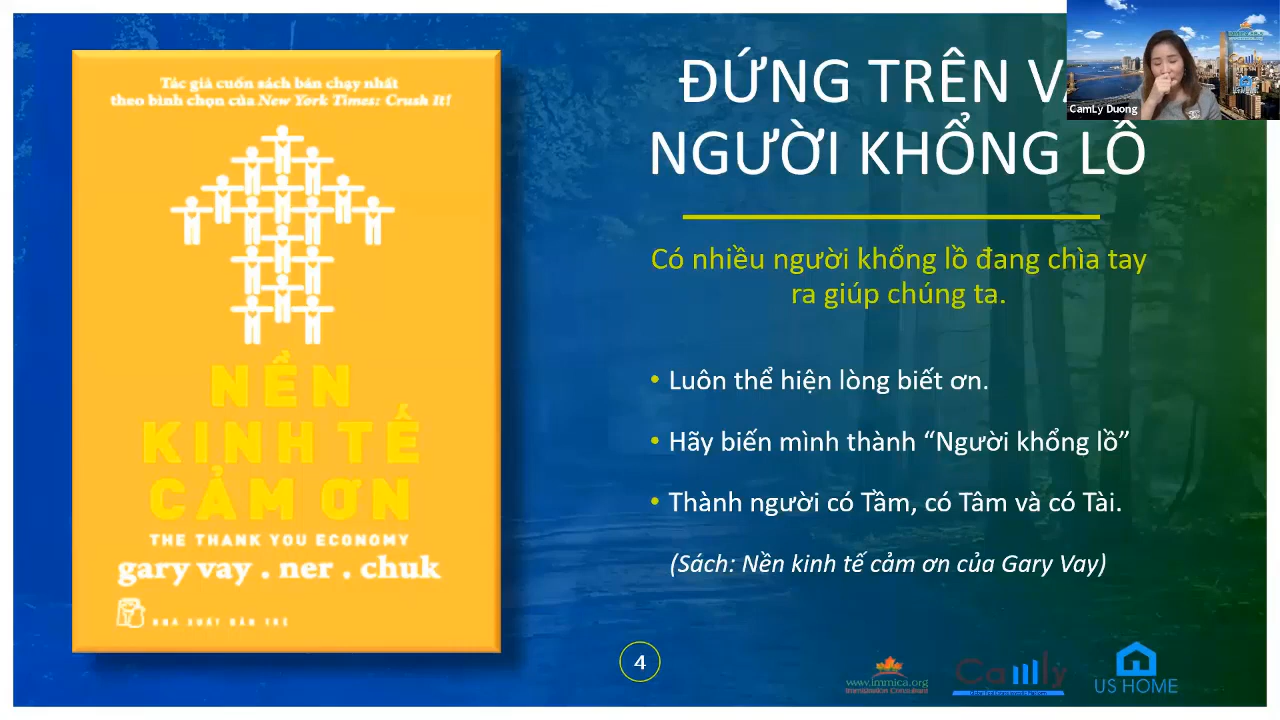 Tác giả cuốn sách bán chạy nhất
theo bình chọn của New York Times: Crush It!
NỀN
KINH TẾ
CẢM ƠN
THE THANK YOU ECONOMY
gary vay . ner . chuk
NHÀ XUẤT BẢN TRẺ
ĐỨNG TRÊN
NGƯỜI KHỔNG LỒ
Có nhiều người khổng lồ đang chìa tay
ra giúp chúng ta.
• Luôn thể hiện lòng biết ơn.
• Hãy biến mình thành “Người khổng lồ”
• Thành người có Tầm, có Tâm và có Tài.
(Sách: Nền kinh tế cảm ơn của Gary Vay)
4
www.immica.org
Immigration Consultant
Camly
US HOME
CamLy Duong